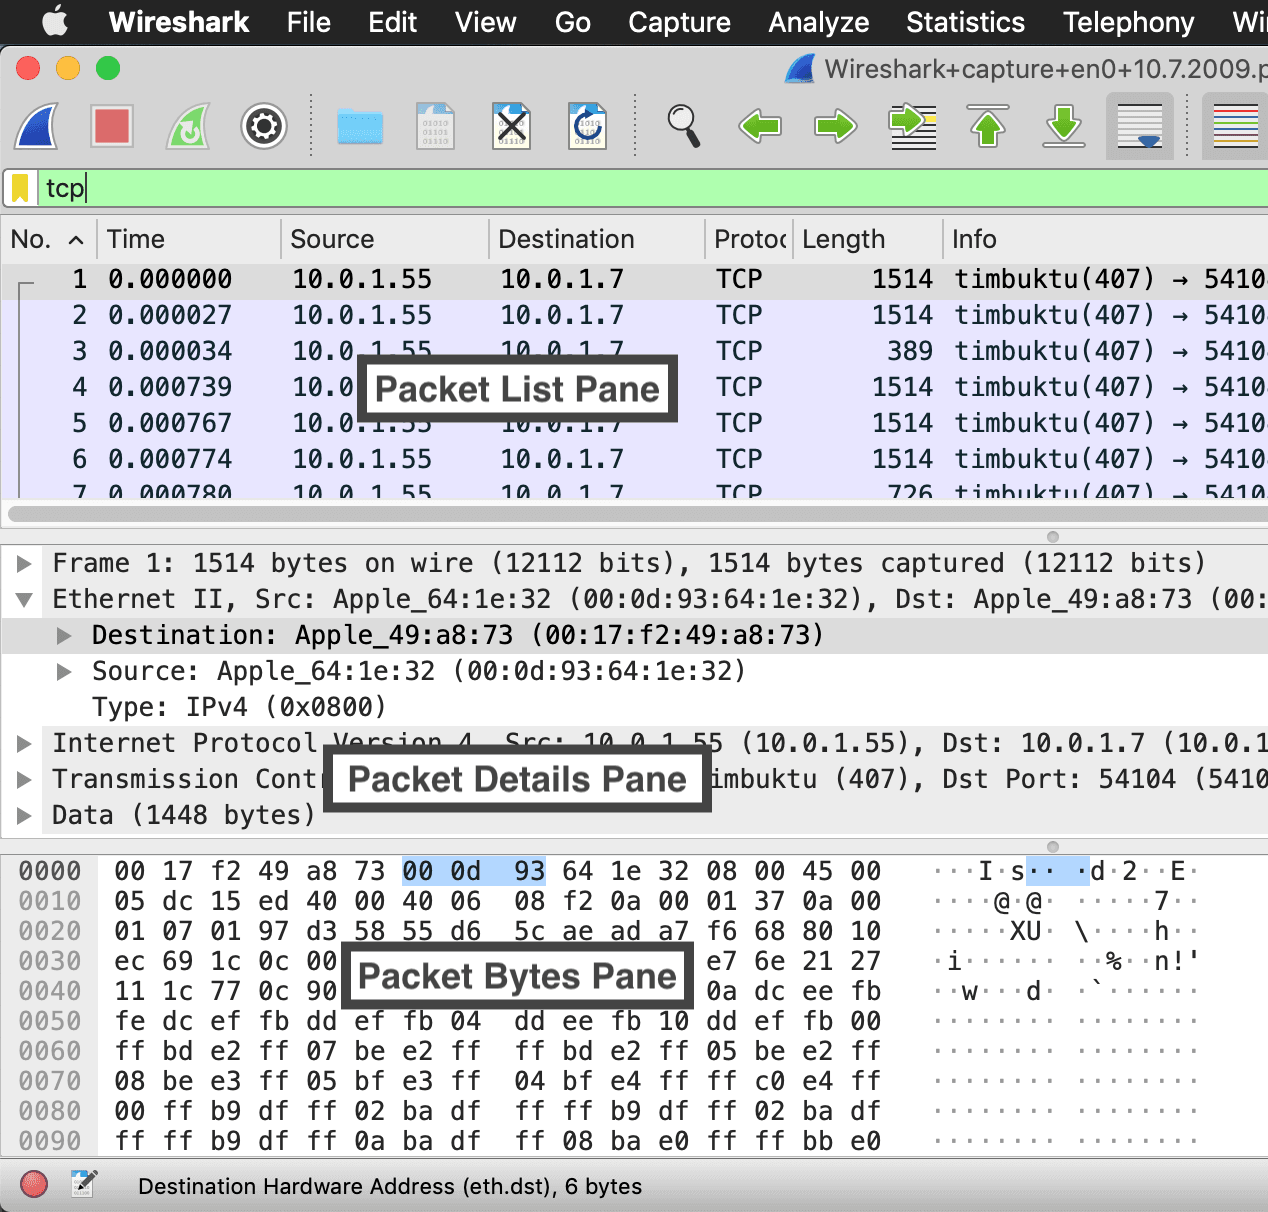 Wireshark File Edit View Go Capture Analyze Statistics Telephony Wi
Wireshark+capture+en0+10.7.2009.p
tcp
No. Time Source Destination Protoc Length Info
1 0.000000 10.0.1.55 10.0.1.7 TCP 1514 timbuktu(407) → 5410
2 0.000027 10.0.1.55 10.0.1.7 TCP 1514 timbuktu(407) → 5410
3 0.000034 10.0.1.55 10.0.1.7 TCP 389 timbuktu(407) → 5410
4 0.000739 10.0 TCP 1514 timbuktu(407) → 5410
Packet List Pane
5 0.000767 10.0.1.55 10.0.1.7 TCP 1514 timbuktu(407) → 5410
6 0.000774 10.0.1.55 10.0.1.7 TCP 1514 timbuktu(407) → 5410
7 0.000780 10.0.1.55 10.0.1.7 TCP 726 timbuktu(407) → 5410
Frame 1: 1514 bytes on wire (12112 bits), 1514 bytes captured (12112 bits)
Ethernet II, Src: Apple_64:1e:32 (00:0d:93:64:1e:32), Dst: Apple_49:a8:73 (00:
Destination: Apple_49:a8:73 (00:17:f2:49:a8:73)
Source: Apple_64:1e:32 (00:0d:93:64:1e:32)
Type: IPv4 (0x0800)
Internet Protocol Version 4, Src: 10.0.1.55 (10.0.1.55), Dst: 10.0.1.7 (10.0.1
Transmission Contr imbuktu (407), Dst Port: 54104 (5410
Packet Details Pane
Data (1448 bytes)
0000 00 17 f2 49 a8 73 00 0d 93 64 1e 32 08 00 45 00 ···I·s·· ·d·2··E·
0010 05 dc 15 ed 40 00 40 06 08 f2 0a 00 01 37 0a 00 ····@·@· ·····7··
0020 01 07 01 97 d3 58 55 d6 5c ae ad a7 f6 68 80 10 ·····XU· \····h··
0030 ec 69 1c 0c 00 e7 6e 21 27 ·i······ ·%··n!'
Packet Bytes Pane
0040 11 1c 77 0c 90 0a dc ee fb ··w···d· ·`······
0050 fe dc ef fb dd ef fb 04 dd ee fb 10 dd ef fb 00 ········ ········
0060 ff bd e2 ff 07 be e2 ff ff bd e2 ff 05 be e2 ff ········ ········
0070 08 be e3 ff 05 bf e3 ff 04 bf e4 ff ff c0 e4 ff ········ ········
0080 00 ff b9 df ff 02 ba df ff ff b9 df ff 02 ba df ········ ········
0090 ff ff b9 df ff 0a ba df ff 08 ba e0 ff ff bb e0 ········ ········
Destination Hardware Address (eth.dst), 6 bytes